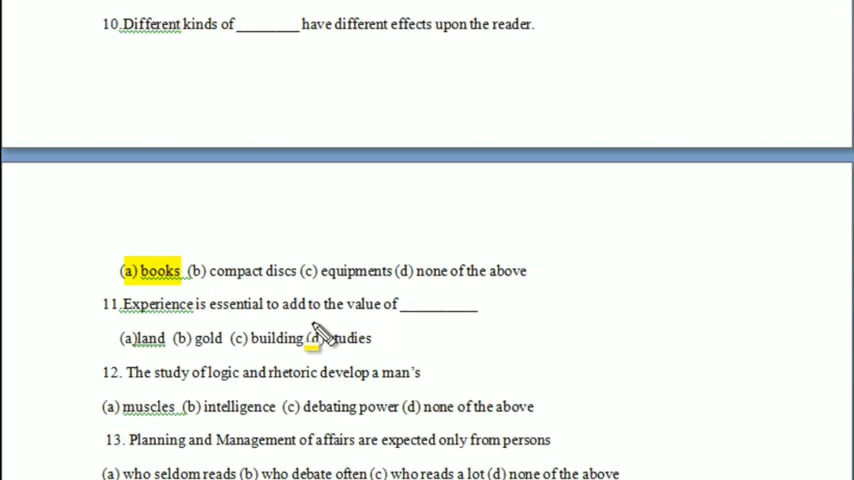 10.Different kinds of ________ have different effects upon the reader.
(a) books (b) compact discs (c) equipments (d) none of the above
11.Experience is essential to add to the value of __________
(a)land (b) gold (c) building (d) studies
12. The study of logic and rhetoric develop a man’s
(a) muscles (b) intelligence (c) debating power (d) none of the above
13. Planning and Management of affairs are expected only from persons
(a) who seldom reads (b) who debate often (c) who reads a lot (d) none of the above